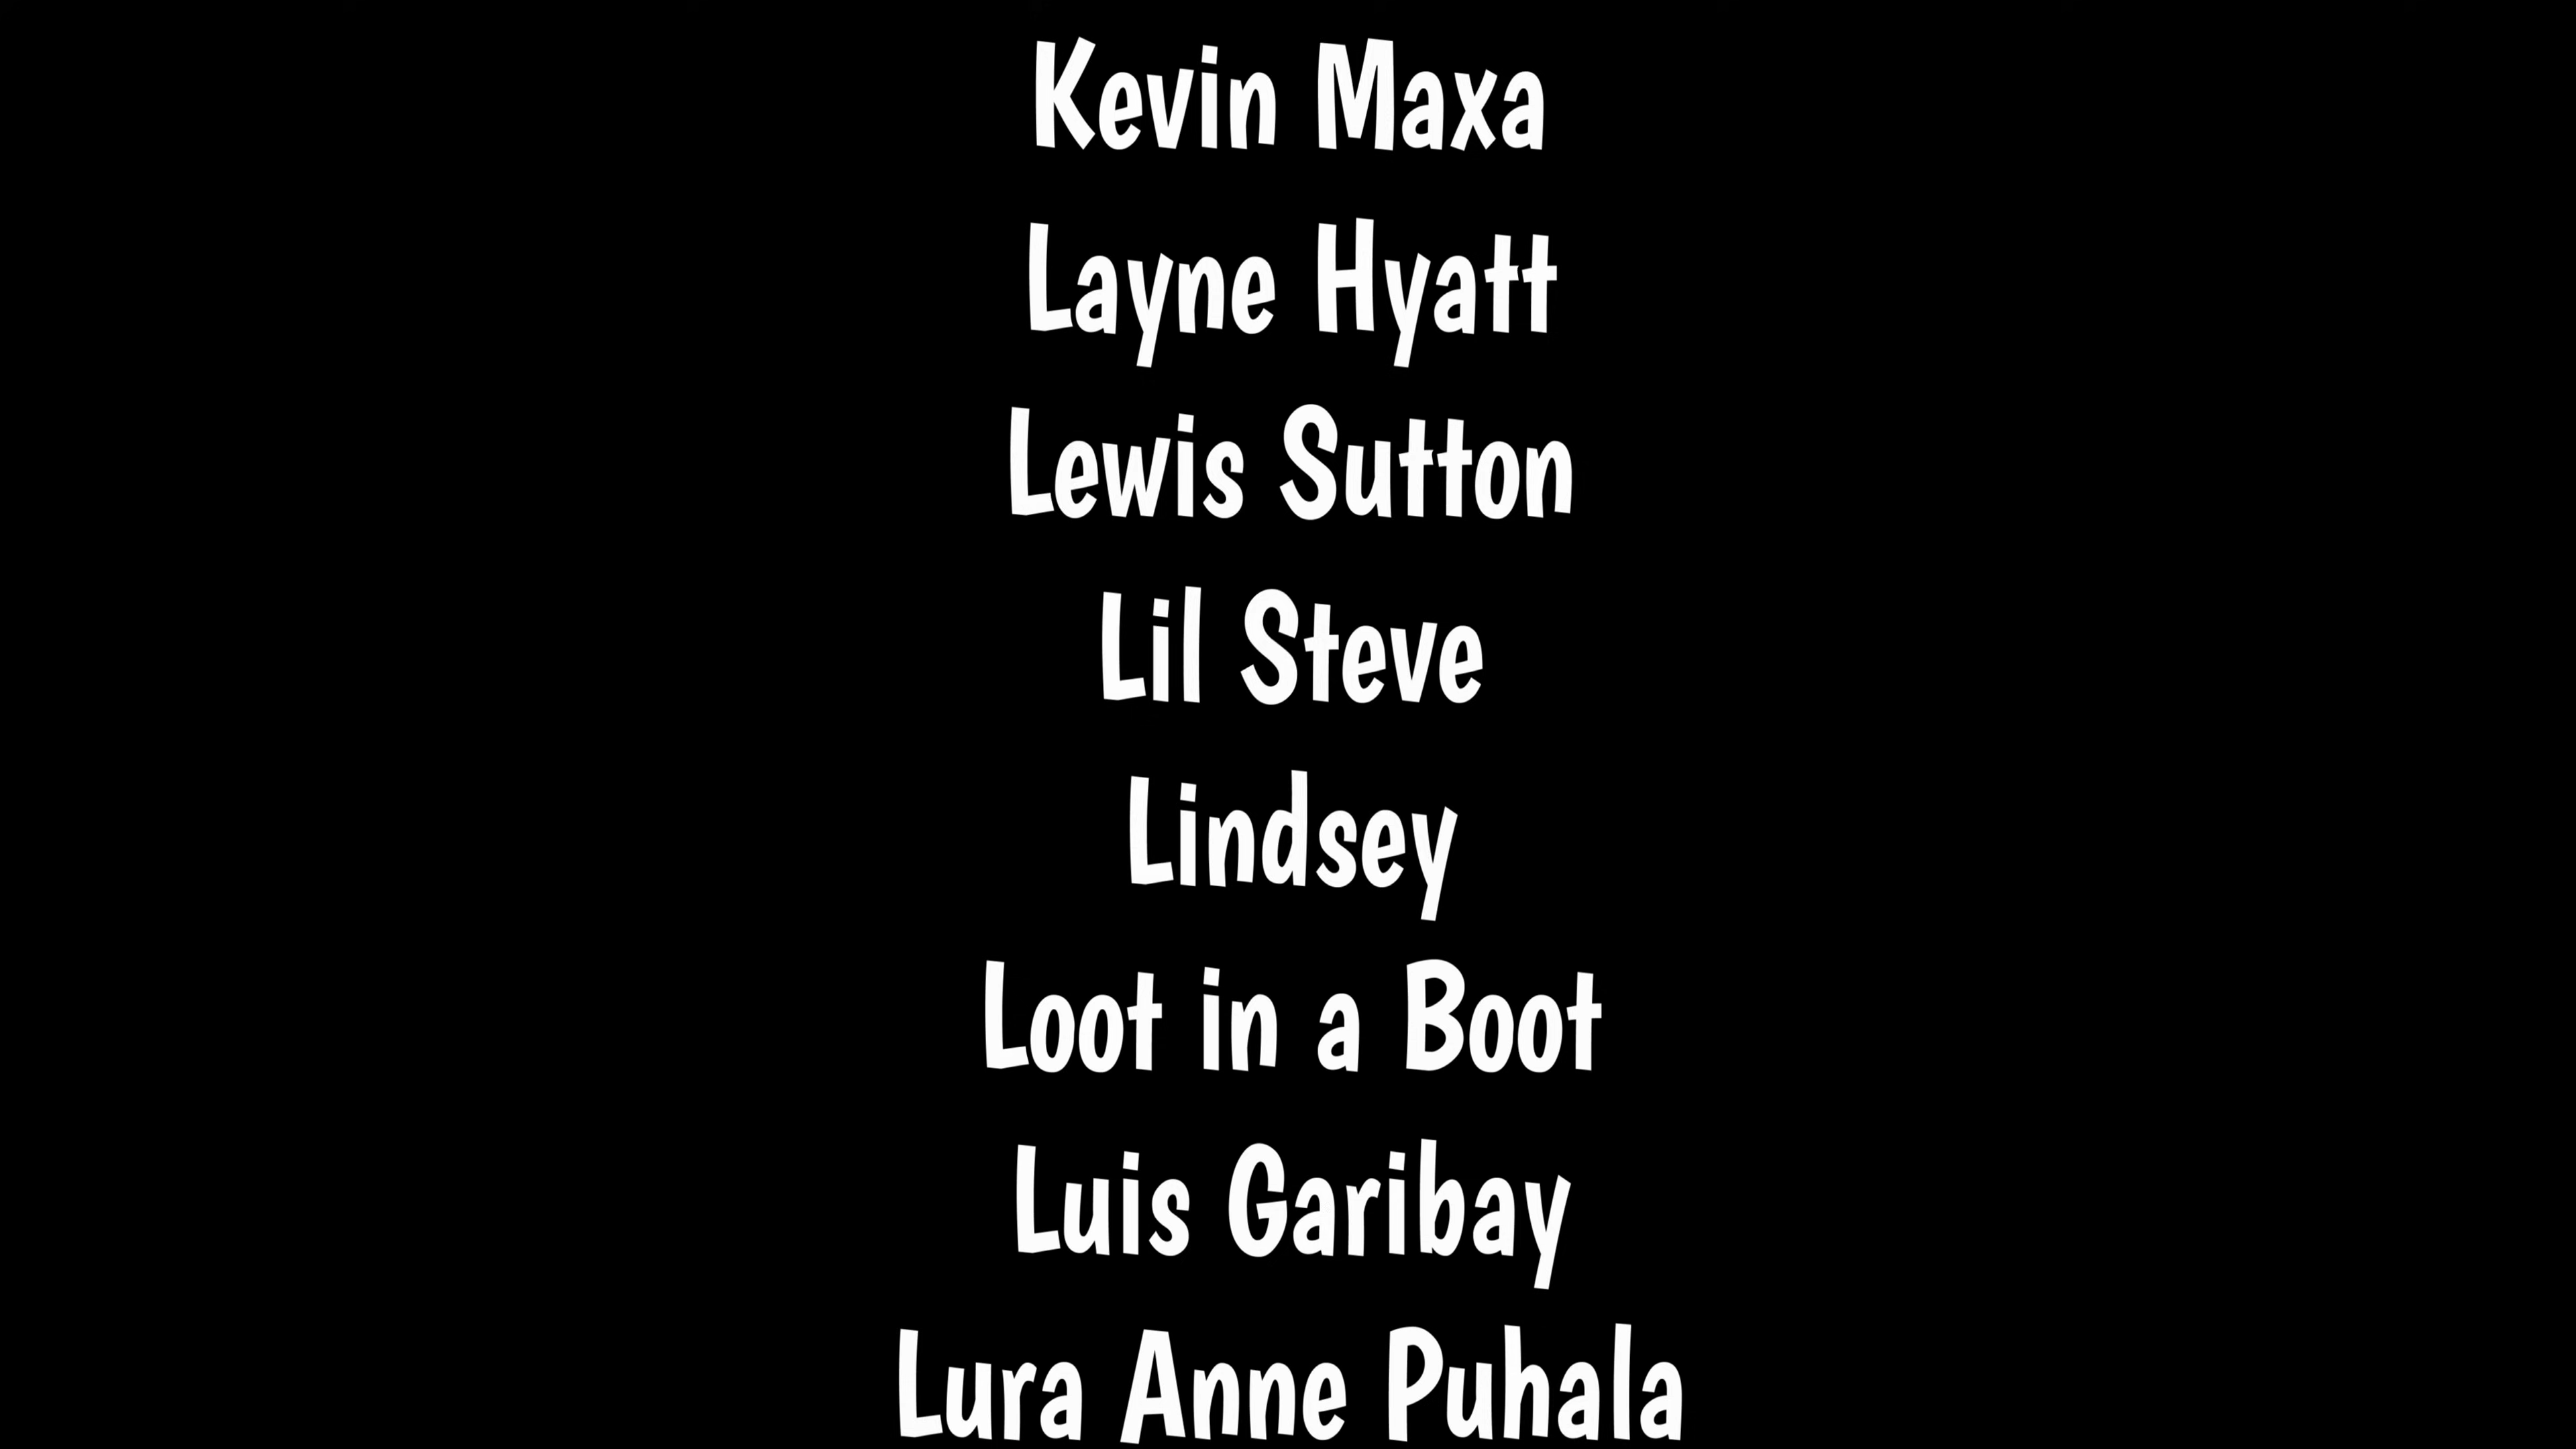 Kevin Maxa
Layne Hyatt
Lewis Sutton
Lil Steve
Lindsey
Loot in a Boot
Luis Garibay
Lura Anne Puhala